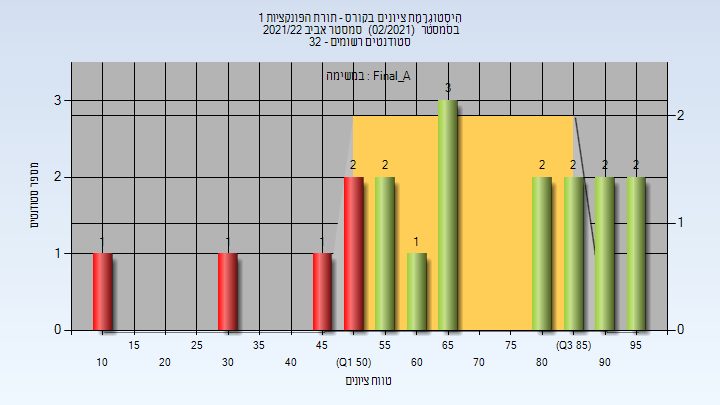 היסטוגרמת ציונים בקורס - תורת הפונקציות 1
בסמסטר (02/2021) סמסטר אביב 2021/22
סטודנטים רשומים - 32
במשימה : Final_A
3
2 2 2 2 2 2
1 1 1 1
3
2
1
0
2
1
0
מספר סטודנטים
15 25 35 45 55 65 75 (Q3 85) 95
10 20 30 40 (Q1 50) 60 70 80 90
טווח ציונים